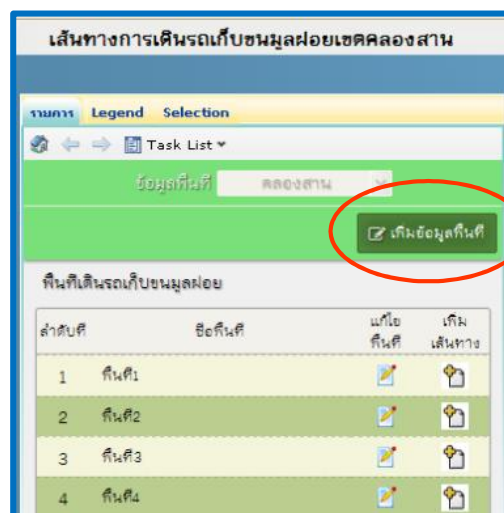 เส้นทางการเดินรถเก็บขนมูลฝอยเขตคลองสาน
รายการ Legend Selection
Task List
ข้อมูลพื้นที่ คลองสาน
เพิ่มข้อมูลพื้นที่
พื้นที่เดินรถเก็บขนมูลฝอย
ลำดับที่ ชื่อพื้นที่ แก้ไขพื้นที่ เพิ่มเส้นทาง
1 พื้นที่1
2 พื้นที่2
3 พื้นที่3
4 พื้นที่4